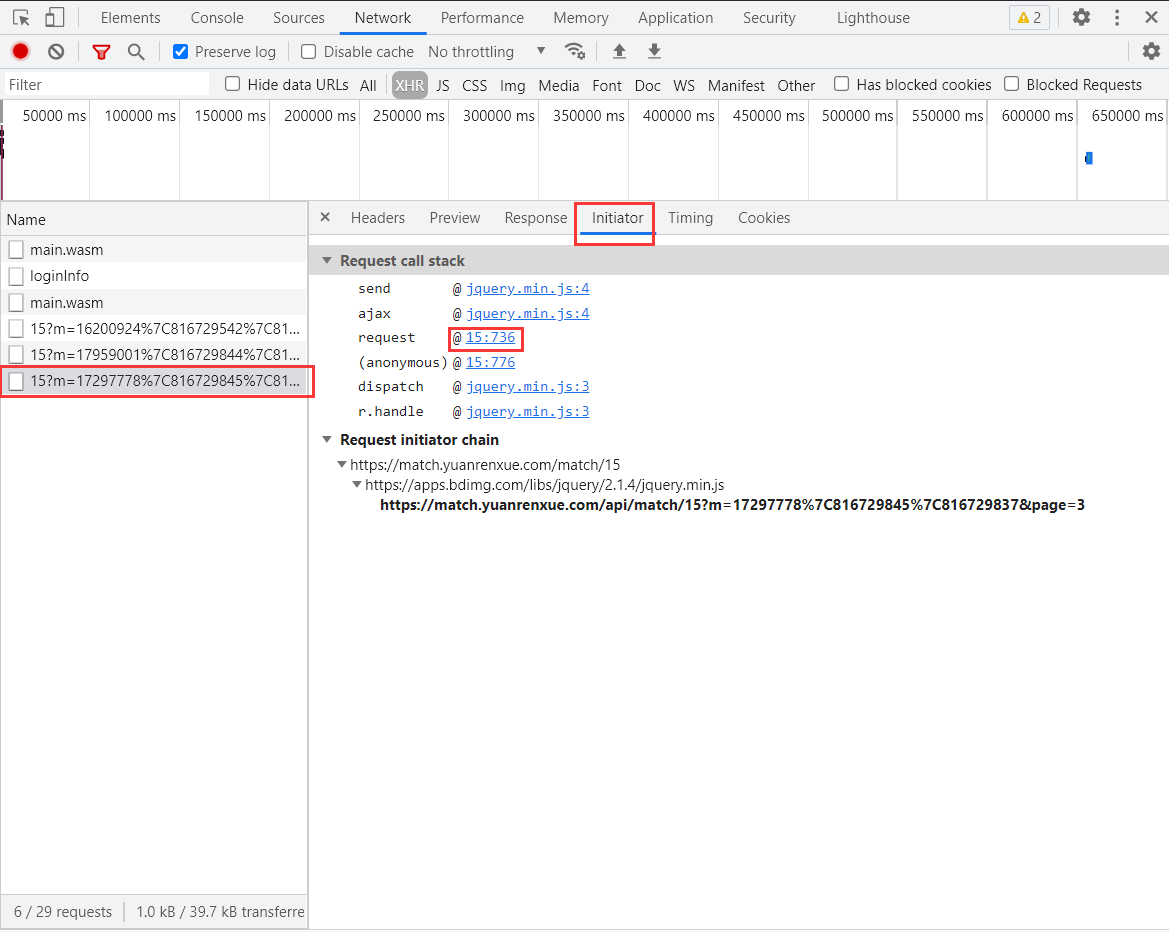 Elements Console Sources Network Performance Memory Application Security Lighthouse 2
Preserve log Disable cache No throttling
Filter Hide data URLs All XHR JS CSS Img Media Font Doc WS Manifest Other Has blocked cookies Blocked Requests
50000 ms 100000 ms 150000 ms 200000 ms 250000 ms 300000 ms 350000 ms 400000 ms 450000 ms 500000 ms 550000 ms 600000 ms 650000 ms
Name
main.wasm
loginInfo
main.wasm
15?m=16200924%7C816729542%7C81...
15?m=17959001%7C816729844%7C81...
15?m=17297778%7C816729845%7C81...
6 / 29 requests 1.0 kB / 39.7 kB transferre
Headers Preview Response Initiator Timing Cookies
Request call stack
send @ jquery.min.js:4
ajax @ jquery.min.js:4
request @ 15:736
(anonymous) @ 15:776
dispatch @ jquery.min.js:3
r.handle @ jquery.min.js:3
Request initiator chain
https://match.yuanrenxue.com/match/15
https://apps.bdimg.com/libs/jquery/2.1.4/jquery.min.js
https://match.yuanrenxue.com/api/match/15?m=17297778%7C816729845%7C816729837&page=3